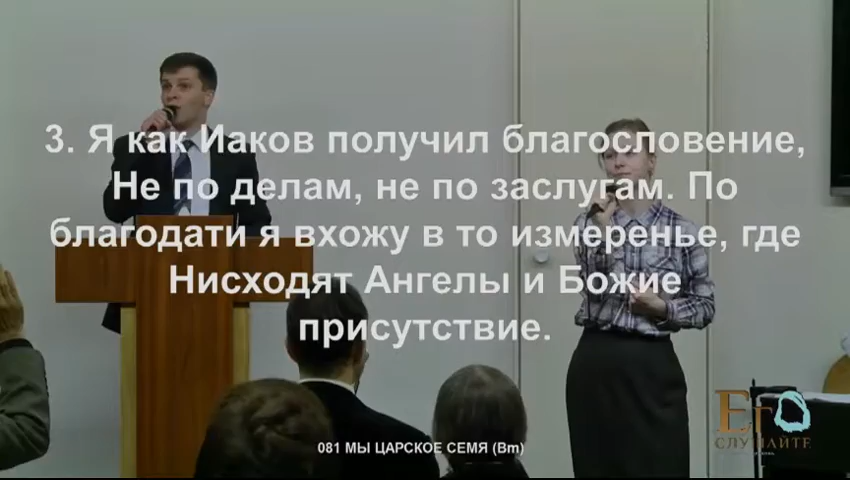 3. Я как Иаков получил благословение,
Не по делам, не по заслугам. По
благодати я вхожу в то измеренье, где
Нисходят Ангелы и Божие
присутствие.
081 МЫ ЦАРСКОЕ СЕМЯ (Bm)
ЕГО
СЛУШАЙТЕ